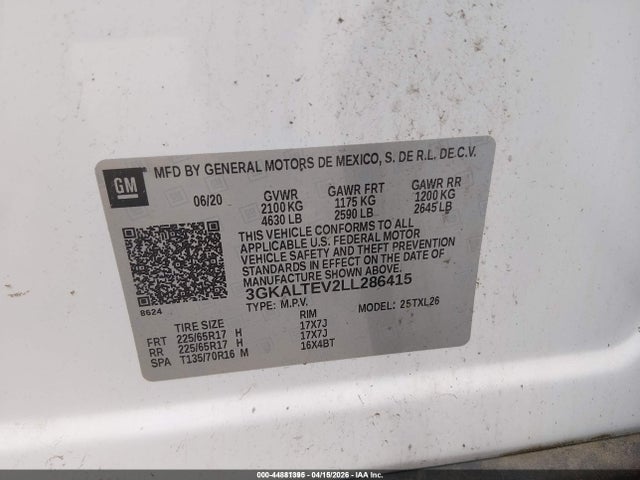 MFD BY GENERAL MOTORS DE MEXICO, S. DE R.L. DE C.V.
GM
06/20
GVWR GAWR FRT GAWR RR
2100 KG 1175 KG 1200 KG
4630 LB 2590 LB 2645 LB
THIS VEHICLE CONFORMS TO ALL
APPLICABLE U.S. FEDERAL MOTOR
VEHICLE SAFETY AND THEFT PREVENTION
STANDARDS IN EFFECT ON THE DATE OF
MANUFACTURE SHOWN ABOVE.
3GKALTEV2LL286415
8624
TYPE: M.P.V. MODEL: 25TXL26
TIRE SIZE RIM
FRT 225/65R17 H 17X7J
RR 225/65R17 H 17X7J
SPA T135/70R16 M 16X4BT
000-44881395 - 04/15/2026 - IAA Inc.